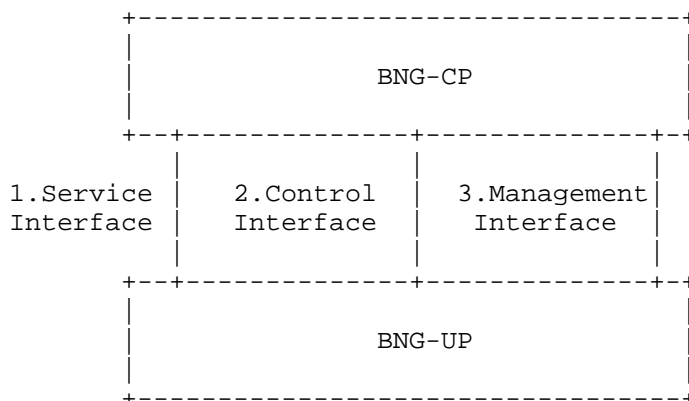 BNG-CP
1.Service 2.Control 3.Management
Interface Interface Interface
BNG-UP